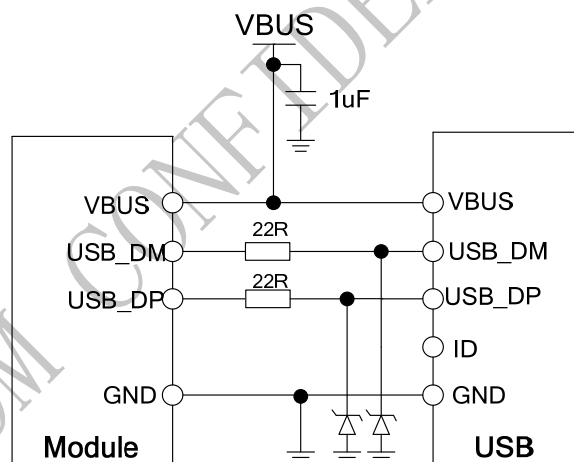 VBUS
1uF
VBUS
VBUS
22R
USB_DM
USB_DM
22R
USB_DP
USB_DP
ID
GND
GND
Module
USB